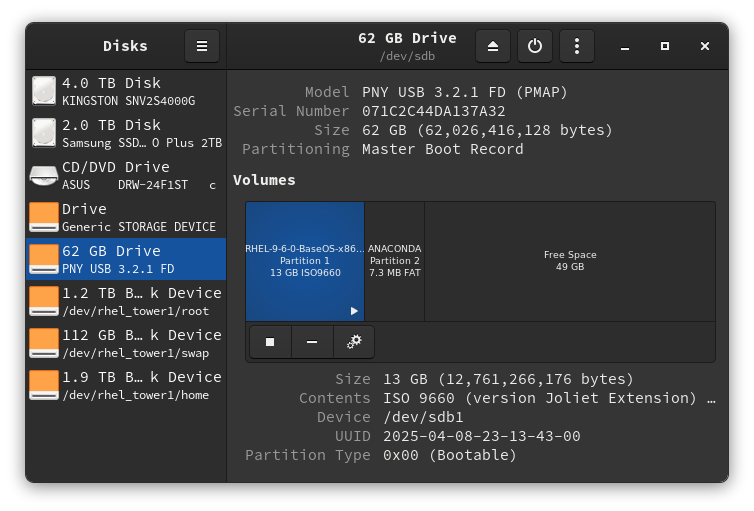 Disks
62 GB Drive
/dev/sdb
4.0 TB Disk
KINGSTON SNV2S4000G
2.0 TB Disk
Samsung SSD… O Plus 2TB
CD/DVD Drive
ASUS DRW-24F1ST c
Drive
Generic STORAGE DEVICE
62 GB Drive
PNY USB 3.2.1 FD
1.2 TB B… k Device
/dev/rhel_tower1/root
112 GB B… k Device
/dev/rhel_tower1/swap
1.9 TB B… k Device
/dev/rhel_tower1/home
Model PNY USB 3.2.1 FD (PMAP)
Serial Number 071C2C44DA137A32
Size 62 GB (62,026,416,128 bytes)
Partitioning Master Boot Record
Volumes
RHEL-9-6-0-BaseOS-x86…
Partition 1
13 GB ISO9660
ANACONDA
Partition 2
7.3 MB FAT
Free Space
49 GB
Size 13 GB (12,761,266,176 bytes)
Contents ISO 9660 (version Joliet Extension) …
Device /dev/sdb1
UUID 2025-04-08-23-13-43-00
Partition Type 0x00 (Bootable)